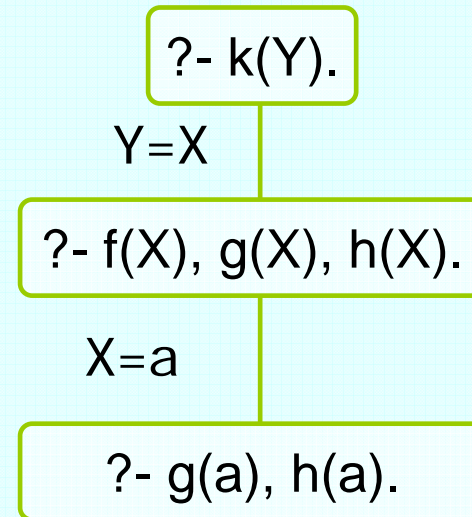 ?- k(Y).
Y=X
?- f(X), g(X), h(X).
X=a
?- g(a), h(a).